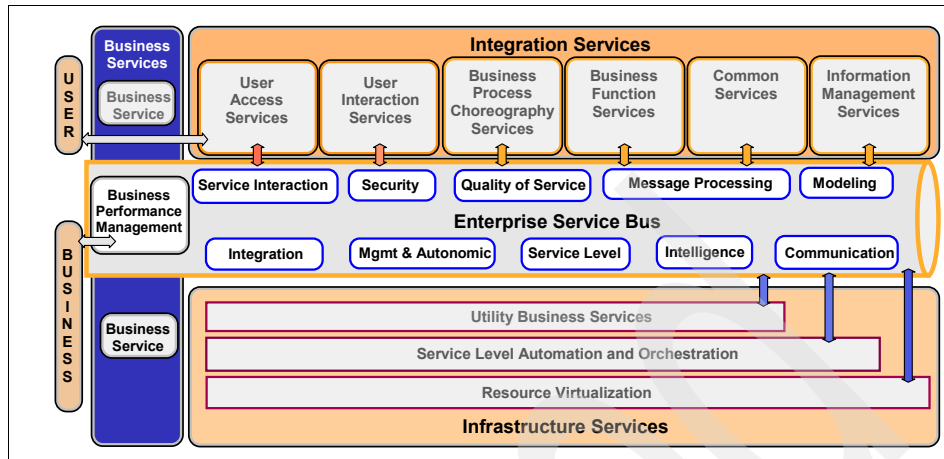 Business
Services
Integration Services
USER
Business
Service
User
Access
Services
User
Interaction
Services
Business
Process
Choreography
Services
Business
Function
Services
Common
Services
Information
Management
Services
Business
Performance
Management
Service Interaction
Security
Quality of Service
Message Processing
Modeling
Enterprise Service Bus
Integration
Mgmt & Autonomic
Service Level
Intelligence
Communication
BUSINESS
Business
Service
Utility Business Services
Service Level Automation and Orchestration
Resource Virtualization
Infrastructure Services